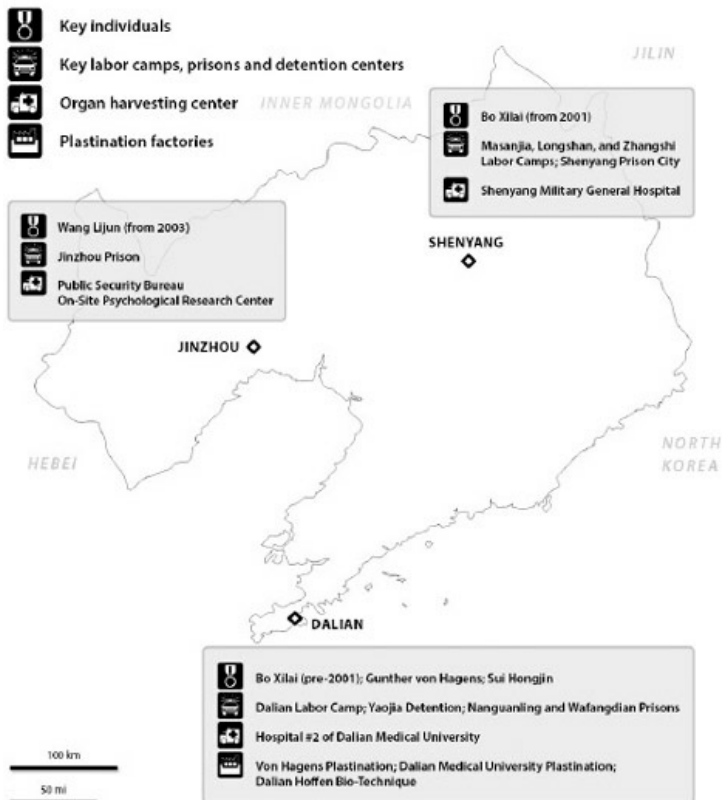 Key individuals
Key labor camps, prisons and detention centers
Organ harvesting center
Plastination factories
INNER MONGOLIA
JILIN
Bo Xilai (from 2001)
Masanjia, Longshan, and Zhangshi
Labor Camps; Shenyang Prison City
Shenyang Military General Hospital
Wang Lijun (from 2003)
Jinzhou Prison
Public Security Bureau
On-Site Psychological Research Center
SHENYANG
JINZHOU
HEBEI
NORTH
KOREA
DALIAN
Bo Xilai (pre-2001); Gunther von Hagens; Sui Hongjin
Dalian Labor Camp; Yaojia Detention; Nanguanling and Wafangdian Prisons
Hospital #2 of Dalian Medical University
Von Hagens Plastination; Dalian Medical University Plastination;
Dalian Hoffen Bio-Technique
100 km
50 mi